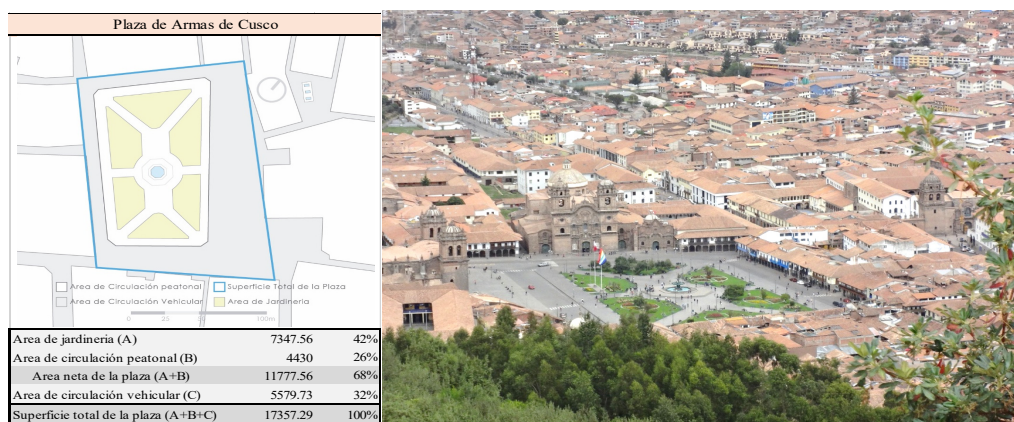 Plaza de Armas de Cusco
Area de Circulación peatonal
Superficie Total de la Plaza
Area de Circulación Vehicular
Area de Jardineria
0 25 50 100m
Area de jardineria (A) 7347.56 42%
Area de circulación peatonal (B) 4430 26%
Area neta de la plaza (A+B) 11777.56 68%
Area de circulación vehicular (C) 5579.73 32%
Superficie total de la plaza (A+B+C) 17357.29 100%